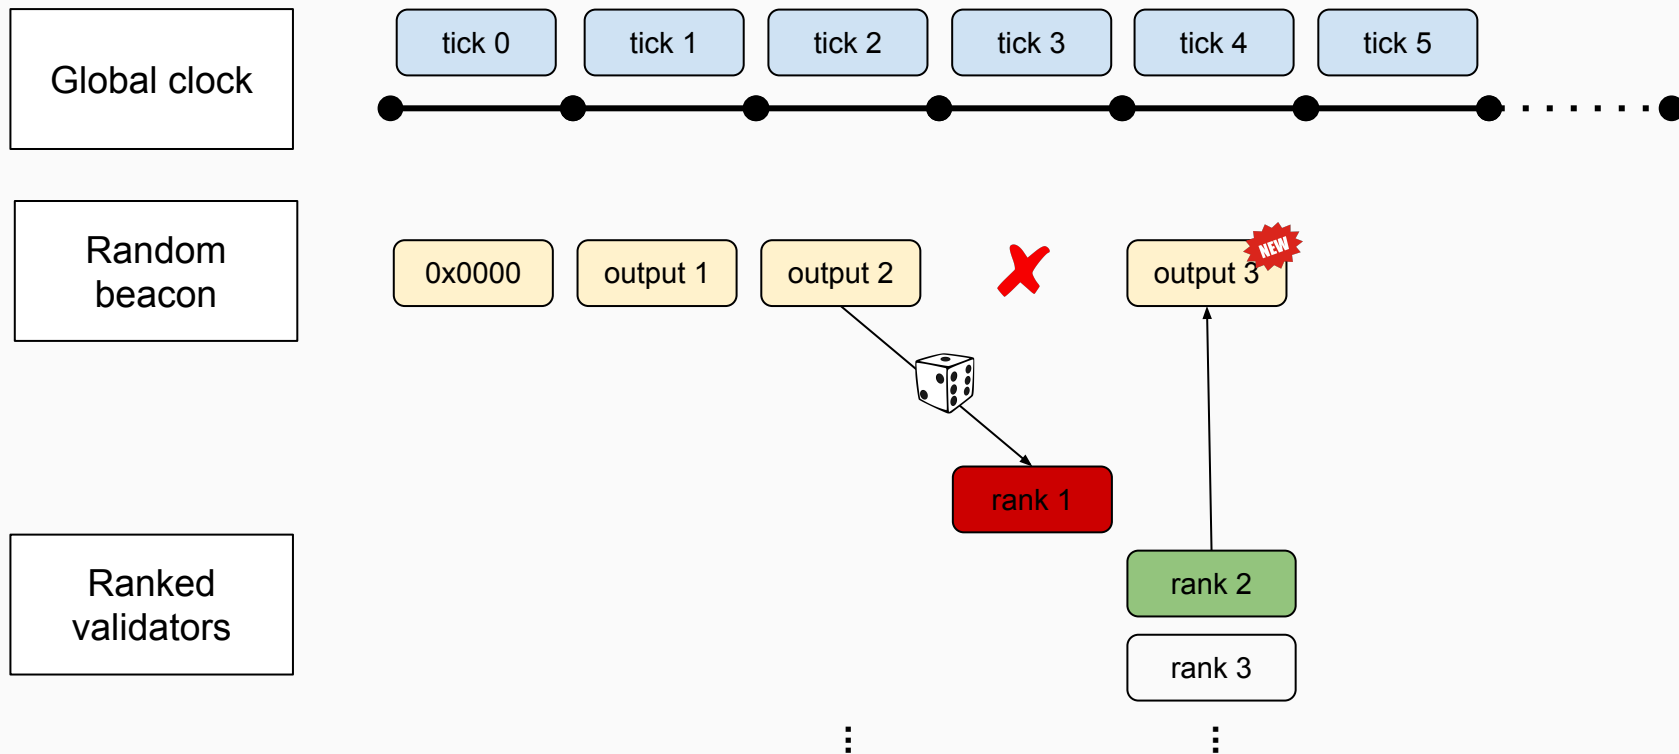 Global clock
tick 0
tick 1
tick 2
tick 3
tick 4
tick 5
Random
beacon
0x0000
output 1
output 2
output 3
NEW
rank 1
Ranked
validators
rank 2
rank 3